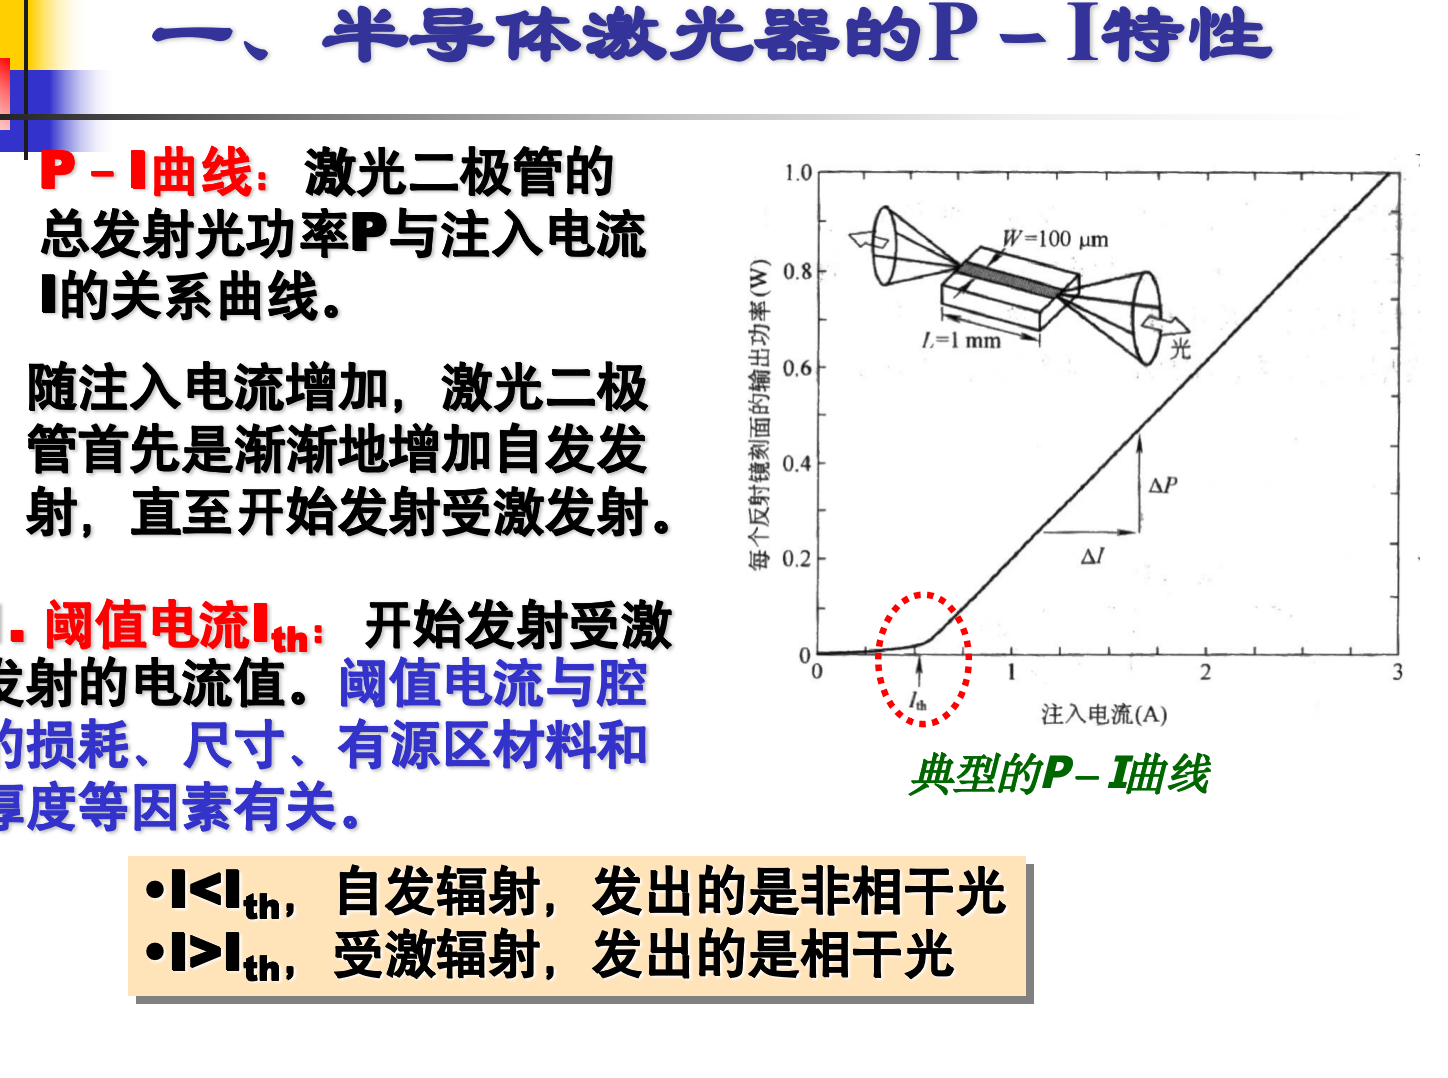 一、半导体激光器的P－I特性
P－I曲线：激光二极管的
总发射光功率P与注入电流
I的关系曲线。
随注入电流增加，激光二极
管首先是渐渐地增加自发发
射，直至开始发射受激发射。
. 阈值电流Ith： 开始发射受激
发射的电流值。阈值电流与腔
的损耗、尺寸、有源区材料和
厚度等因素有关。
每个反射镜刻面的输出功率(W)
1.0
0.8
0.6
0.4
0.2
0
W=100 μm
L=1 mm
光
ΔP
ΔI
0
1
2
3
Ith
注入电流(A)
典型的P－I曲线
•I<Ith，自发辐射，发出的是非相干光
•I>Ith，受激辐射，发出的是相干光